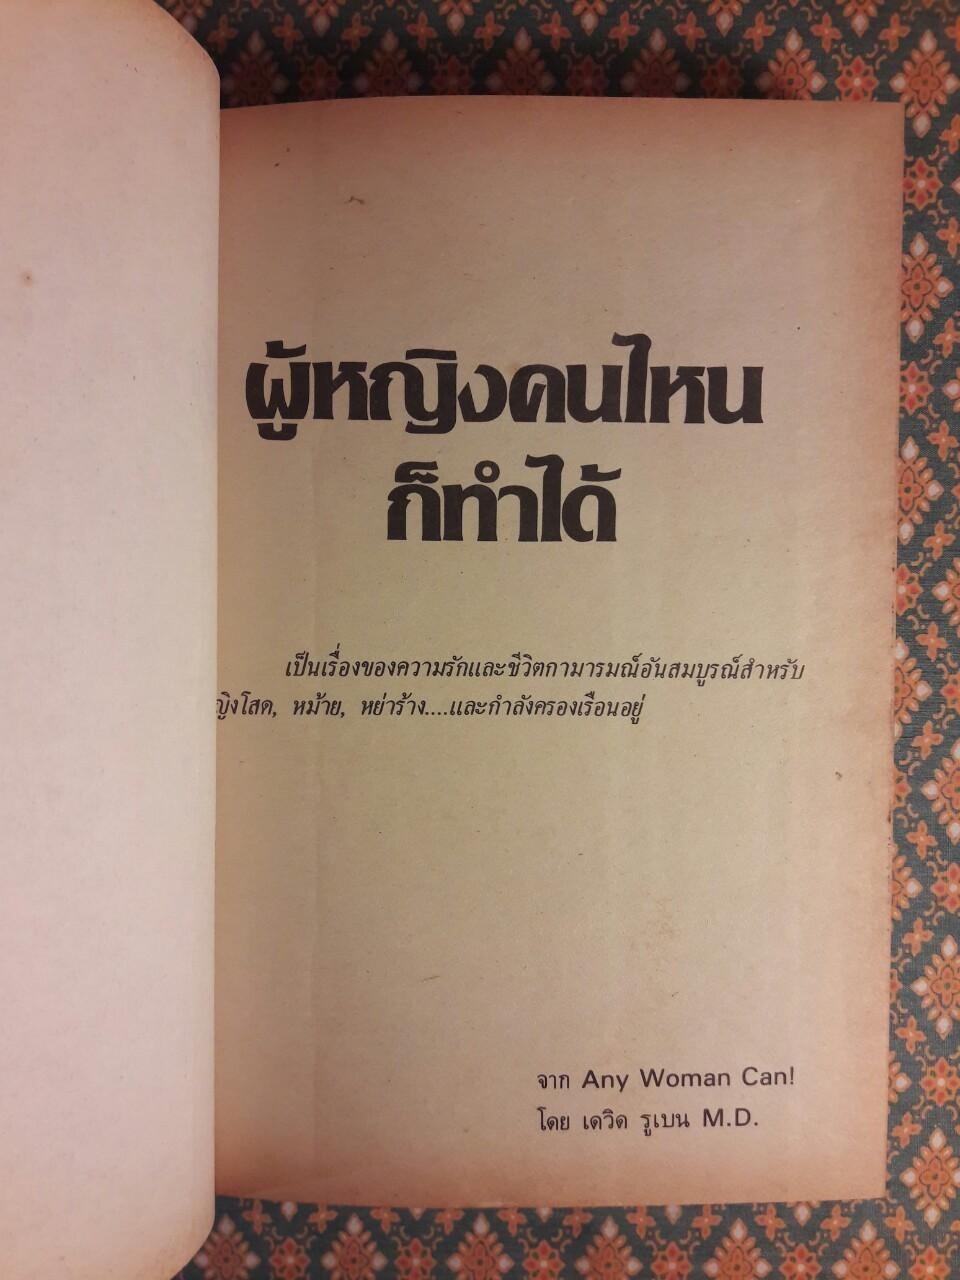 ผู้หญิงคนไหน
ก็ทำได้
เป็นเรื่องของความรักและชีวิตกามารมณ์อันสมบูรณ์สำหรับ
ญิงโสด, หม้าย, หย่าร้าง....และกำลังครองเรือนอยู่
จาก Any Woman Can!
โดย เดวิด รูเบน M.D.